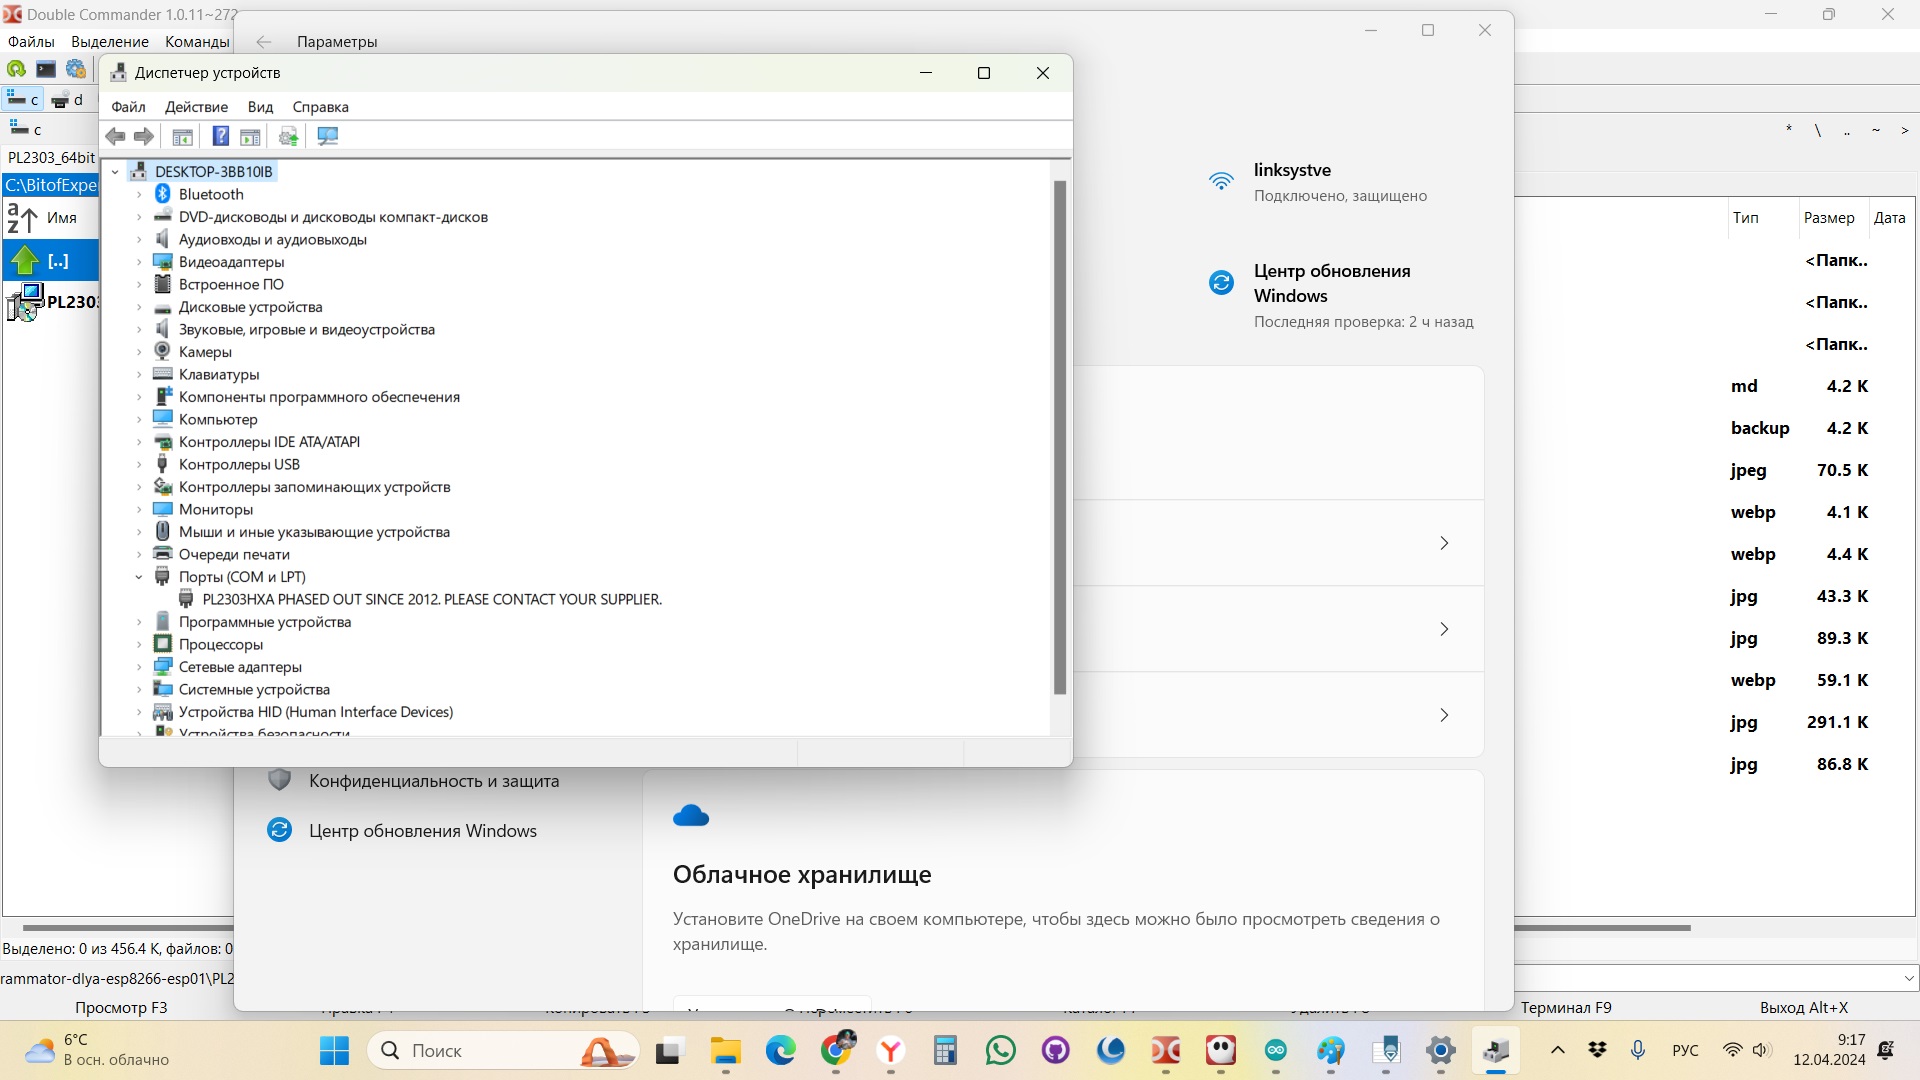 Double Commander 1.0.11~272
Файлы Выделение Команды
c d
c
PL2303_64bit
C:\BitofExpe
Имя
[..]
PL230
Параметры
Диспетчер устройств
Файл Действие Вид Справка
DESKTOP-3BB10IB
Bluetooth
DVD-дисководы и дисководы компакт-дисков
Аудиовходы и аудиовыходы
Видеоадаптеры
Встроенное ПО
Дисковые устройства
Звуковые, игровые и видеоустройства
Камеры
Клавиатуры
Компоненты программного обеспечения
Компьютер
Контроллеры IDE ATA/ATAPI
Контроллеры USB
Контроллеры запоминающих устройств
Мониторы
Мыши и иные указывающие устройства
Очереди печати
Порты (COM и LPT)
PL2303HXA PHASED OUT SINCE 2012. PLEASE CONTACT YOUR SUPPLIER.
Программные устройства
Процессоры
Сетевые адаптеры
Системные устройства
Устройства HID (Human Interface Devices)
Устройства безопасности
linksystve
Подключено, защищено
Центр обновления
Windows
Последняя проверка: 2 ч назад
* \ .. ~ >
Тип Размер Дата
<Папк..
<Папк..
<Папк..
md 4.2 K
backup 4.2 K
jpeg 70.5 K
webp 4.1 K
webp 4.4 K
jpg 43.3 K
jpg 89.3 K
webp 59.1 K
jpg 291.1 K
jpg 86.8 K
Конфиденциальность и защита
Центр обновления Windows
Облачное хранилище
Установите OneDrive на своем компьютере, чтобы здесь можно было просмотреть сведения о
хранилище.
Выделено: 0 из 456.4 K, файлов: 0
rammator-dlya-esp8266-esp01\PL2
Просмотр F3
Терминал F9 Выход Alt+X
6°C
В осн. облачно
Поиск
РУС
9:17
12.04.2024